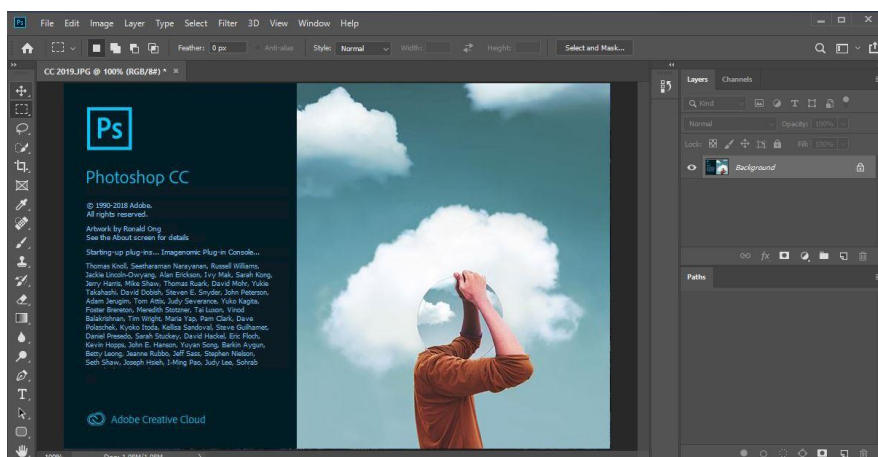 Ps File Edit Image Layer Type Select Filter 3D View Window Help
Feather: 0 px Anti-alias Style: Normal Width: Height: Select and Mask...
CC 2019.JPG @ 100% (RGB/8#) * ×
Ps
Photoshop CC
© 1990-2018 Adobe.
All rights reserved.
Artwork by Ronald Ong
See the About screen for details
Starting-up plug-ins... Imagenomic Plug-in Console...
Thomas Knoll, Seetharaman Narayanan, Russell Williams,
Jackie Lincoln-Owyang, Alan Erickson, Ivy Mak, Sarah Kong,
Jerry Harris, Mike Shaw, Thomas Ruark, David Mohr, Yukie
Takahashi, David Dobish, Steven E. Snyder, John Peterson,
Adam Jerugim, Tom Attix, Judy Severance, Yuko Kagita,
Foster Brereton, Meredith Stotzner, Tai Luxon, Vinod
Balakrishnan, Tim Wright, Maria Yap, Pam Clark, Dave
Polaschek, Kyoko Itoda, Kellisa Sandoval, Steve Guilhamet,
Daniel Presedo, Sarah Stuckey, David Hackel, Eric Floch,
Kevin Hopps, John E. Hanson, Yuyan Song, Barkin Aygun,
Betty Leong, Jeanne Rubbo, Jeff Sass, Stephen Nielson,
Seth Shaw, Joseph Hsieh, I-Ming Pao, Judy Lee, Sohrab
Adobe Creative Cloud
Layers Channels
Kind
Normal Opacity: 100%
Lock: Fill: 100%
Background
fx
Paths
100%